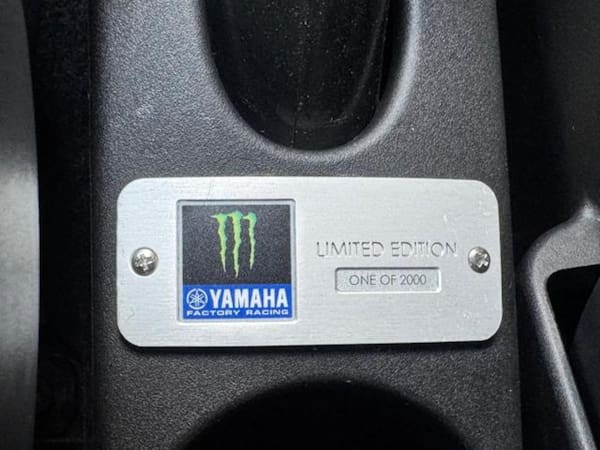 YAMAHA
FACTORY RACING
LIMITED EDITION
ONE OF 2000